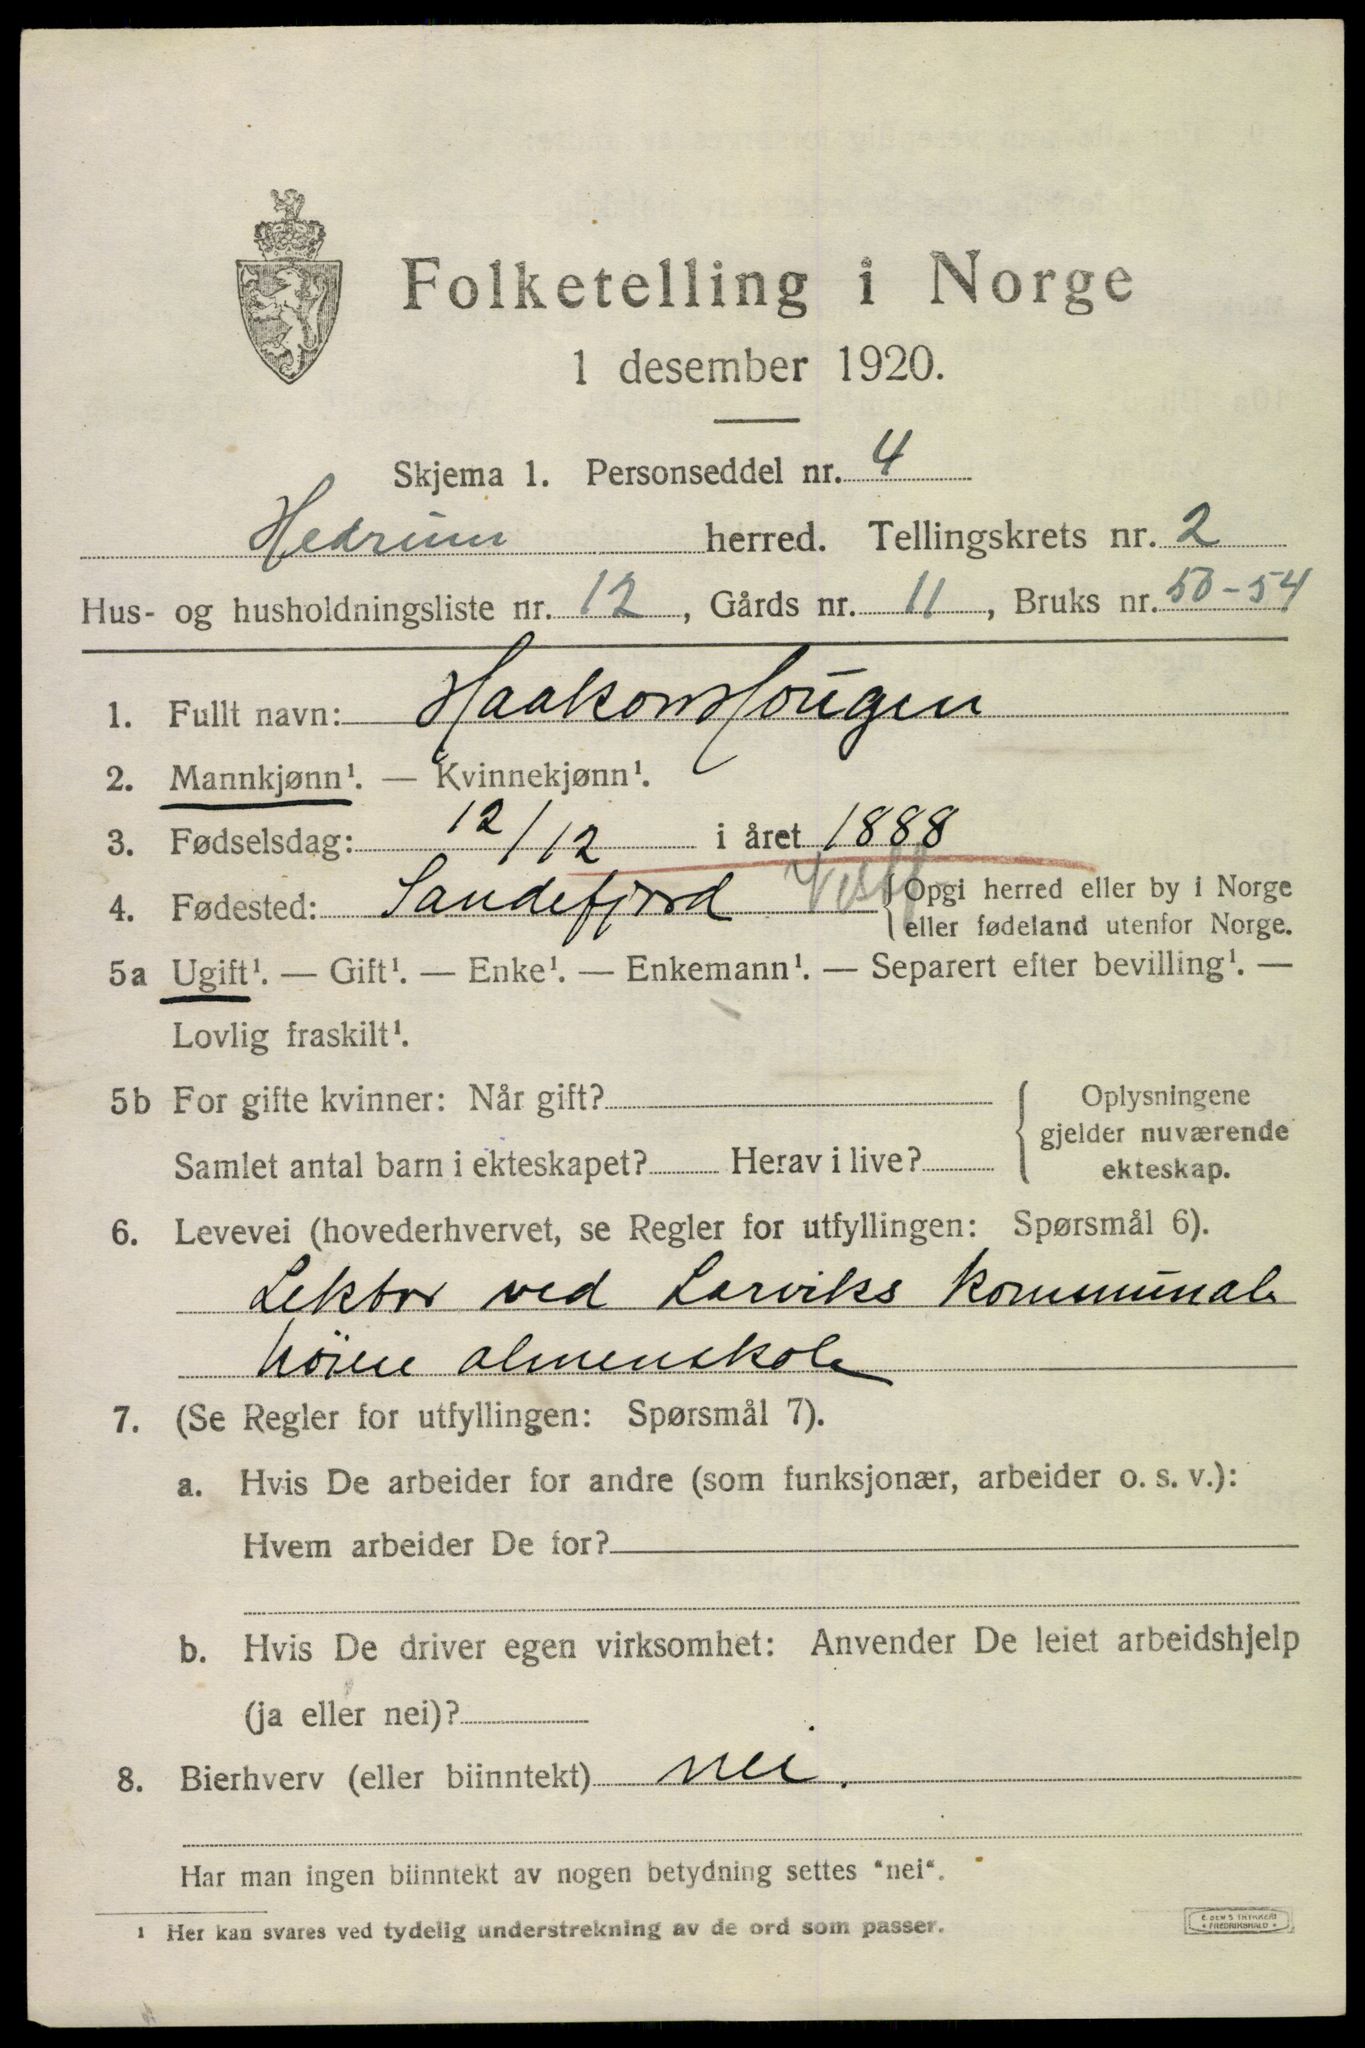 Folketelling i Norge
1 desember 1920.
Skjema 1. Personseddel nr. 4
Hedrum herred. Tellingskrets nr. 2
Hus- og husholdningsliste nr. 12, Gårds nr. 11, Bruks nr. 50-54
1. Fullt navn: Haakon Hougen
2. Mannkjønn¹. — Kvinnekjønn¹.
3. Fødselsdag: 12/12 i året 1888
4. Fødested: Sandefjord Vestf { Opgi herred eller by i Norge
eller fødeland utenfor Norge.
5a Ugift¹. — Gift¹. — Enke¹. — Enkemann¹. — Separert efter bevilling¹. —
Lovlig fraskilt¹.
5b For gifte kvinner: Når gift? { Oplysningene
gjelder nuværende
Samlet antal barn i ekteskapet? Herav i live? ekteskap.
6. Levevei (hovederhvervet, se Regler for utfyllingen: Spørsmål 6).
Lektor ved Larviks kommunale
høiere almenskole
7. (Se Regler for utfyllingen: Spørsmål 7).
a. Hvis De arbeider for andre (som funksjonær, arbeider o. s. v.):
Hvem arbeider De for?
b. Hvis De driver egen virksomhet: Anvender De leiet arbeidshjelp
(ja eller nei)?
8. Bierhverv (eller biinntekt) nei.
Har man ingen biinntekt av nogen betydning settes "nei".
¹ Her kan svares ved tydelig understrekning av de ord som passer.
FREDRIKSHALD